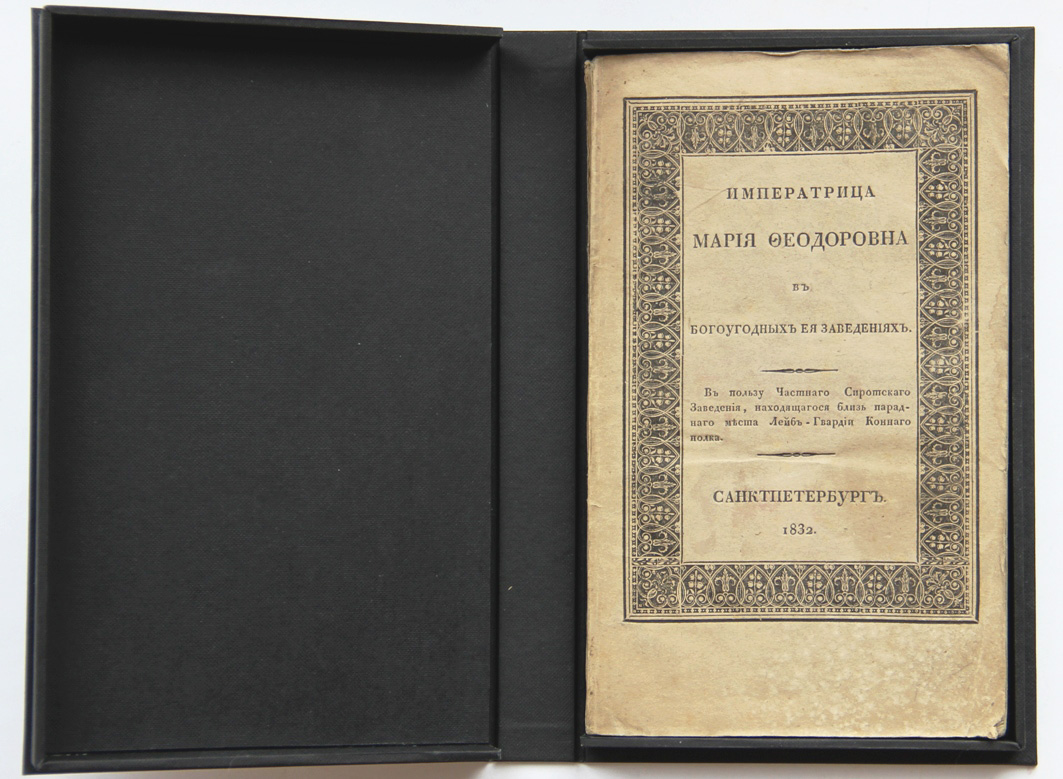 ИМПЕРАТРИЦА
МАРІЯ ѲЕОДОРОВНА
ВЪ
БОГОУГОДНЫХЪ ЕЯ ЗАВЕДЕНІЯХЪ.
Въ пользу Частнаго Сиротскаго
Заведенія, находящагося близь парад-
наго мѣста Лейбъ-Гвардіи Коннаго
полка.
САНКТПЕТЕРБУРГЪ.
1832.